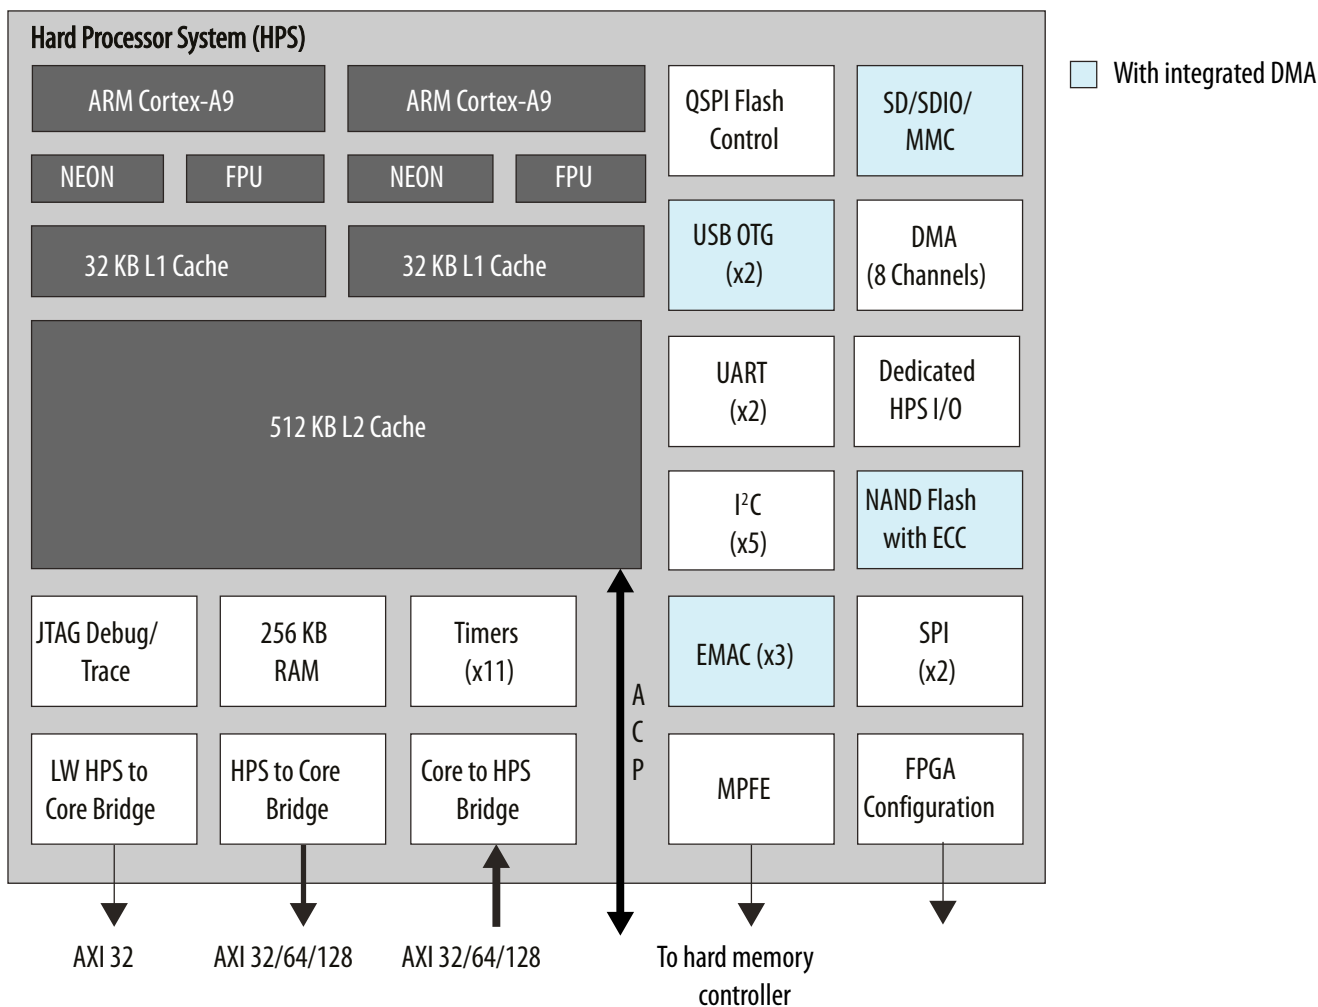 Hard Processor System (HPS)
With integrated DMA
ARM Cortex-A9
ARM Cortex-A9
NEON
FPU
NEON
FPU
32 KB L1 Cache
32 KB L1 Cache
512 KB L2 Cache
QSPI Flash
Control
SD/SDIO/
MMC
USB OTG
(x2)
DMA
(8 Channels)
UART
(x2)
Dedicated
HPS I/O
I²C
(x5)
NAND Flash
with ECC
JTAG Debug/
Trace
256 KB
RAM
Timers
(x11)
A
C
P
EMAC (x3)
SPI
(x2)
LW HPS to
Core Bridge
HPS to Core
Bridge
Core to HPS
Bridge
MPFE
FPGA
Configuration
AXI 32
AXI 32/64/128
AXI 32/64/128
To hard memory
controller